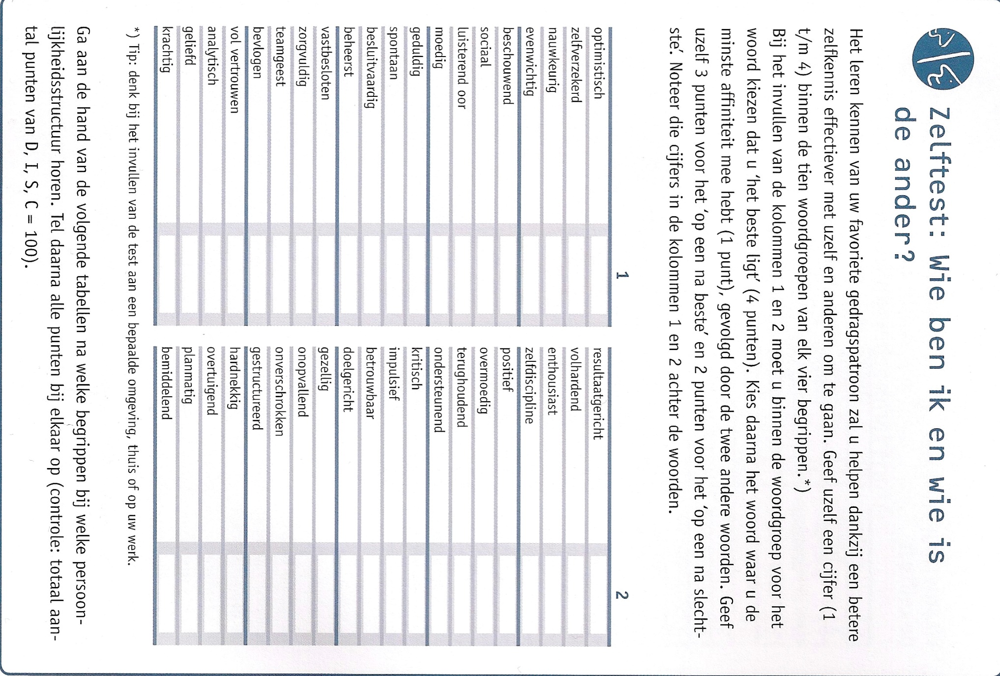 Zelftest: Wie ben ik en wie is
de ander?
Het leren kennen van uw favoriete gedragspatroon zal u helpen dankzij een betere
zelfkennis effectiever met uzelf en anderen om te gaan. Geef uzelf een cijfer (1
t/m 4) binnen de tien woordgroepen van elk vier begrippen.*)
Bij het invullen van de kolommen 1 en 2 moet u binnen de woordgroep voor het
woord kiezen dat u ‘het beste ligt’ (4 punten). Kies daarna het woord waar u de
minste affiniteit mee hebt (1 punt), gevolgd door de twee andere woorden. Geef
uzelf 3 punten voor het ‘op een na beste’ en 2 punten voor het ‘op een na slecht-
ste’. Noteer die cijfers in de kolommen 1 en 2 achter de woorden.
1
optimistisch
zelfverzekerd
nauwkeurig
evenwichtig
beschouwend
sociaal
luisterend oor
moedig
geduldig
spontaan
besluitvaardig
beheerst
vastbesloten
zorgvuldig
teamgeest
bevlogen
vol vertrouwen
analytisch
geliefd
krachtig
2
resultaatgericht
volhardend
enthousiast
zelfdiscipline
positief
overmoedig
terughoudend
ondersteunend
kritisch
impulsief
betrouwbaar
doelgericht
gezellig
onopvallend
onverschrokken
gestructureerd
hardnekkig
overtuigend
planmatig
bemiddelend
*) Tip: denk bij het invullen van de test aan een bepaalde omgeving, thuis of op uw werk.
Ga aan de hand van de volgende tabellen na welke begrippen bij welke persoon-
lijkheidsstructuur horen. Tel daarna alle punten bij elkaar op (controle: totaal aan-
tal punten van D, I, S, C = 100).